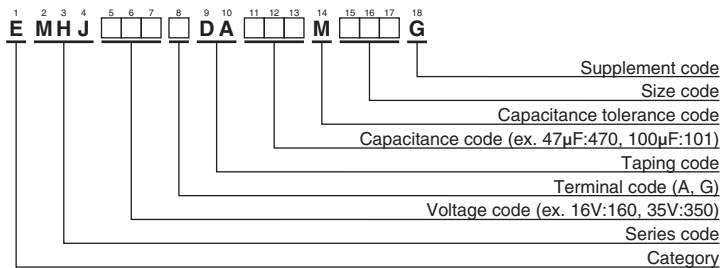 1 2 3 4 5 6 7 8 9 10 11 12 13 14 15 16 17 18
E M H J D A M G
Supplement code
Size code
Capacitance tolerance code
Capacitance code (ex. 47µF:470, 100µF:101)
Taping code
Terminal code (A, G)
Voltage code (ex. 16V:160, 35V:350)
Series code
Category